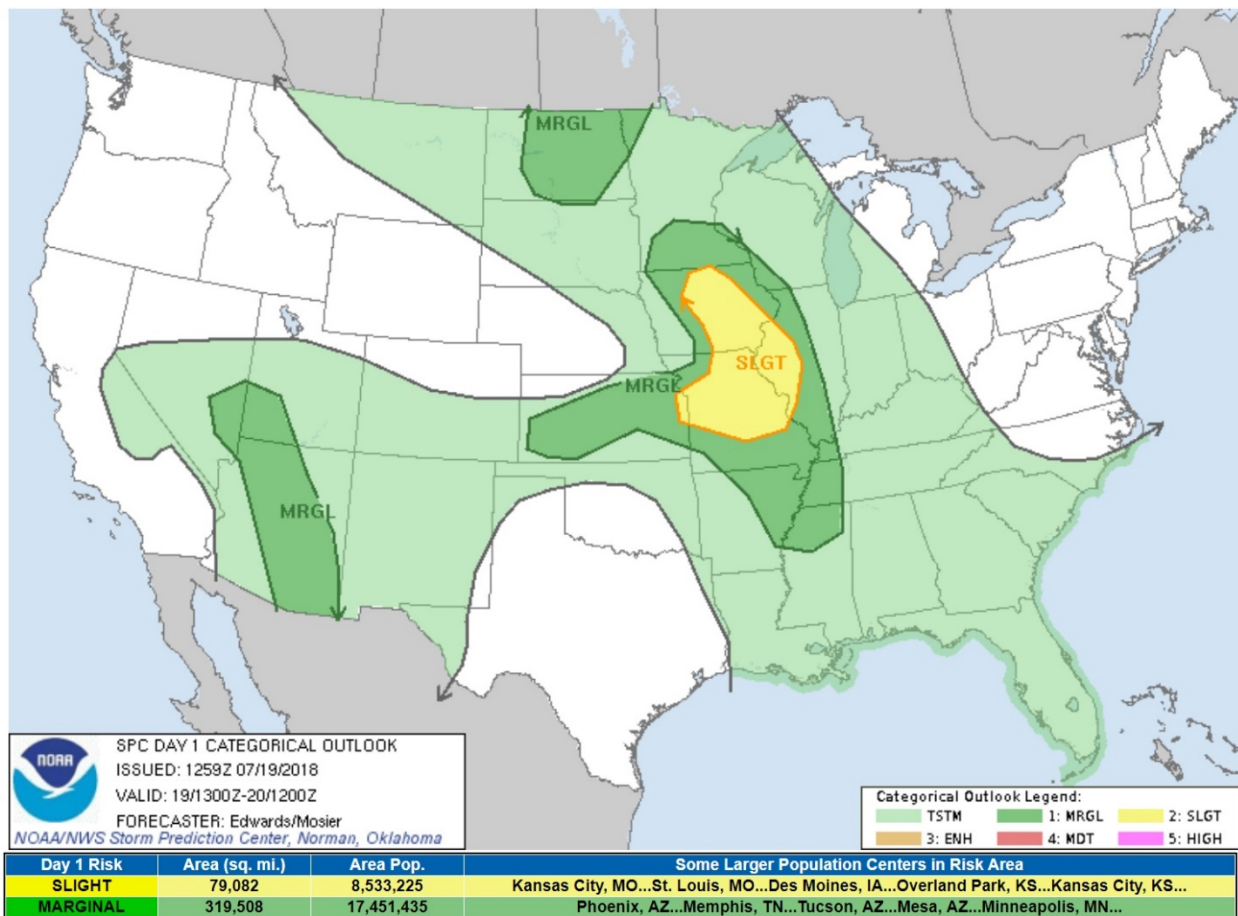 MRGL
SLGT
MRGL
MRGL
NOAA
SPC DAY 1 CATEGORICAL OUTLOOK
ISSUED: 1259Z 07/19/2018
VALID: 19/1300Z-20/1200Z
FORECASTER: Edwards/Mosier
NOAA/NWS Storm Prediction Center, Norman, Oklahoma
Categorical Outlook Legend:
TSTM 1: MRGL 2: SLGT
3: ENH 4: MDT 5: HIGH
Day 1 Risk Area (sq. mi.) Area Pop. Some Larger Population Centers in Risk Area
SLIGHT 79,082 8,533,225 Kansas City, MO...St. Louis, MO...Des Moines, IA...Overland Park, KS...Kansas City, KS...
MARGINAL 319,508 17,451,435 Phoenix, AZ...Memphis, TN...Tucson, AZ...Mesa, AZ...Minneapolis, MN...